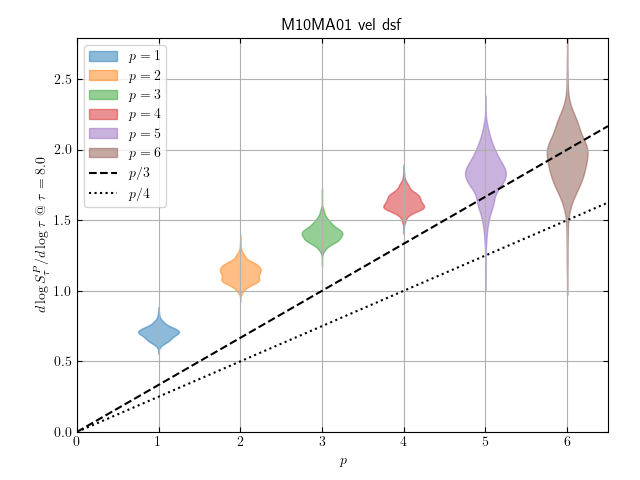 M10MA01 vel dsf
p = 1
p = 2
p = 3
p = 4
p = 5
p = 6
p/3
p/4
d log S_τ^P / d log τ @ τ = 8.0
2.5
2.0
1.5
1.0
0.5
0.0
0 1 2 3 4 5 6
p